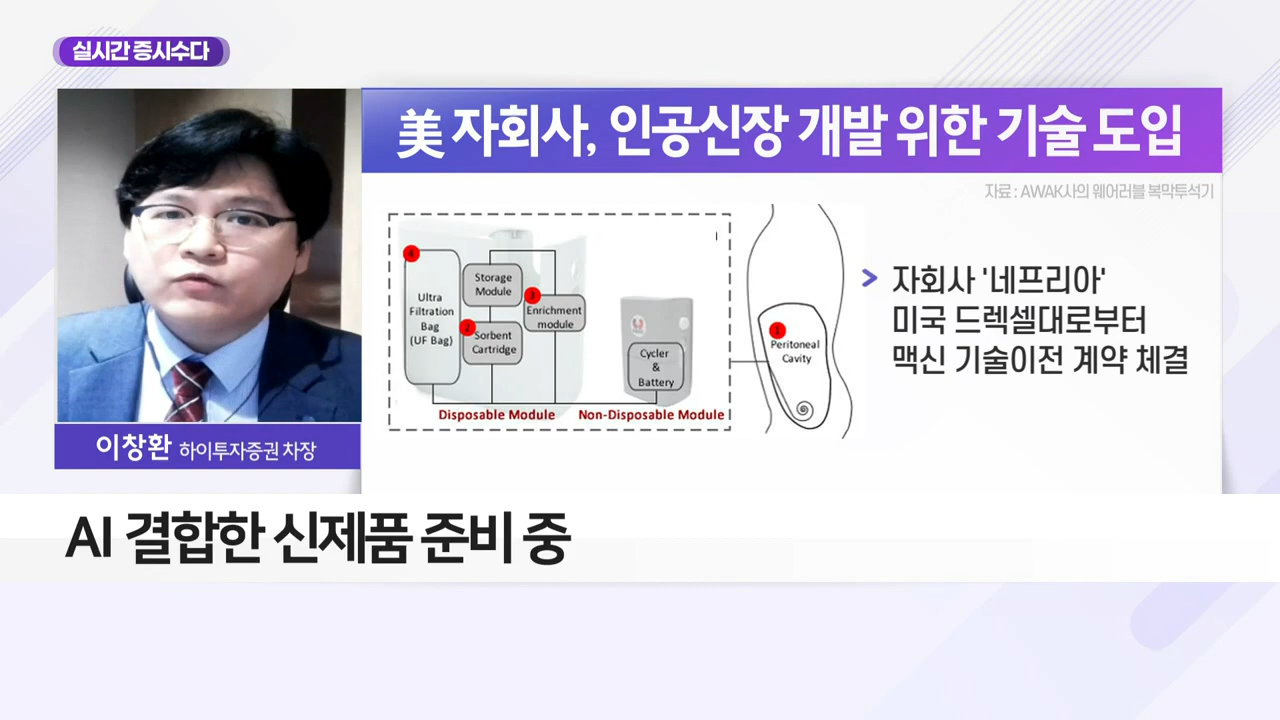 실시간 증시수다
美 자회사, 인공신장 개발 위한 기술 도입
자료 : AWAK사의 웨어러블 복막투석기
4
Ultra
Filtration
Bag
(UF Bag)
Storage
Module
2
Sorbent
Cartridge
3
Enrichment
module
Cycler
&
Battery
Disposable Module
Non-Disposable Module
1
Peritoneal
Cavity
자회사 '네프리아'
미국 드렉셀대로부터
맥신 기술이전 계약 체결
이창환 하이투자증권 차장
AI 결합한 신제품 준비 중